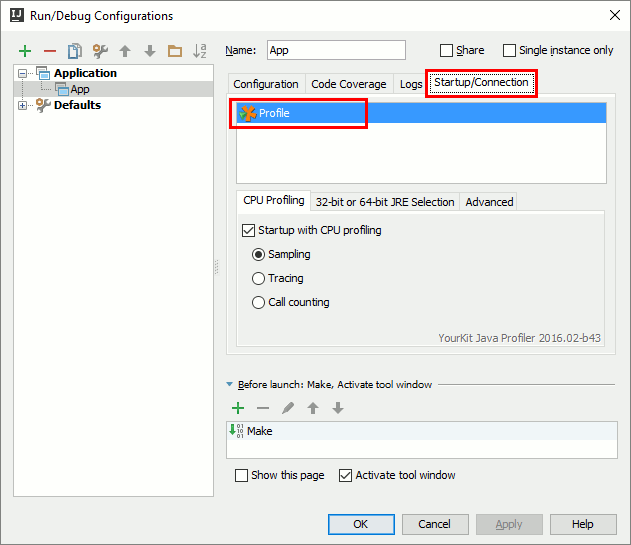 Run/Debug Configurations
Name: App Share Single instance only
Application
App
Defaults
Configuration Code Coverage Logs Startup/Connection
Profile
CPU Profiling 32-bit or 64-bit JRE Selection Advanced
Startup with CPU profiling
Sampling
Tracing
Call counting
YourKit Java Profiler 2016.02-b43
Before launch: Make, Activate tool window
Make
Show this page Activate tool window
OK Cancel Apply Help